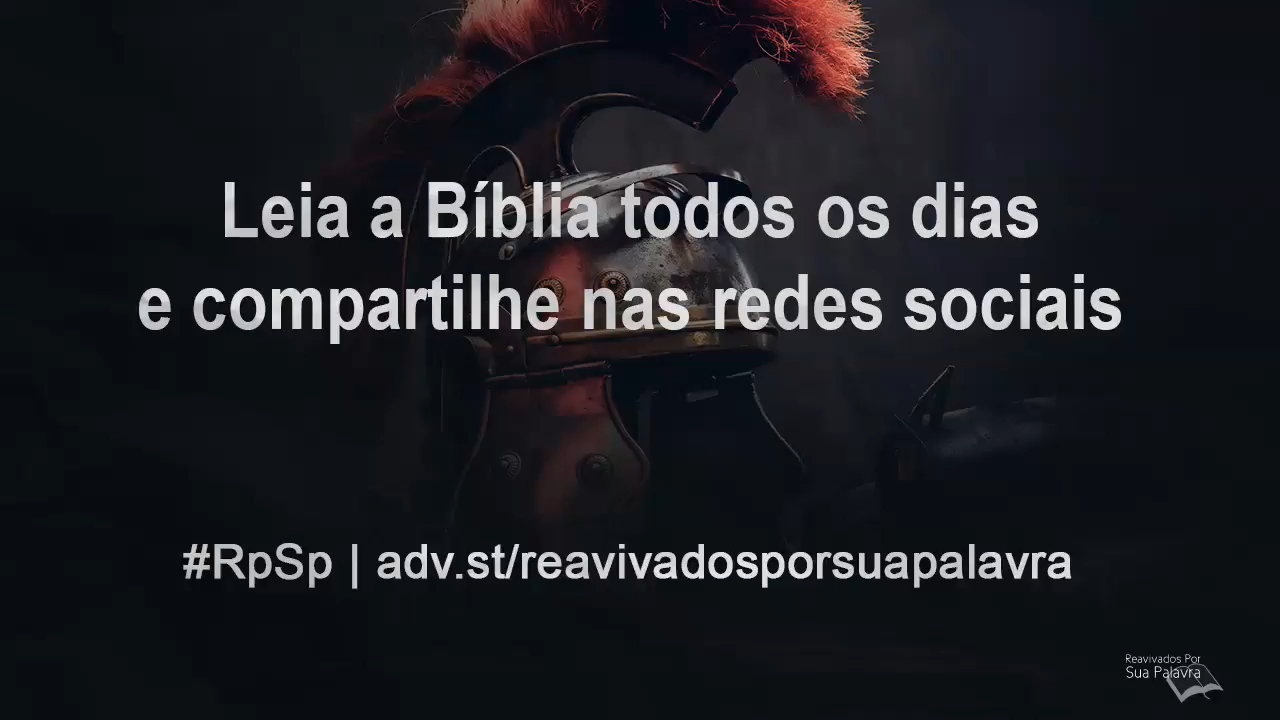 Leia a Bíblia todos os dias
e compartilhe nas redes sociais
#RpSp | adv.st/reavivadosporsuapalavra
Reavivados Por
Sua Palavra